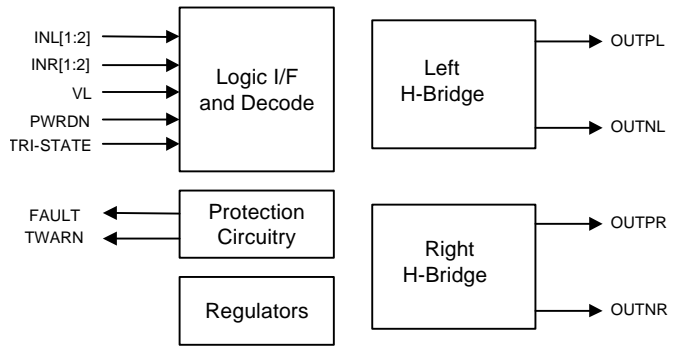 INL[1:2]
INR[1:2]
VL
PWRDN
TRI-STATE
Logic I/F
and Decode
Left
H-Bridge
OUTPL
OUTNL
FAULT
TWARN
Protection
Circuitry
Regulators
Right
H-Bridge
OUTPR
OUTNR